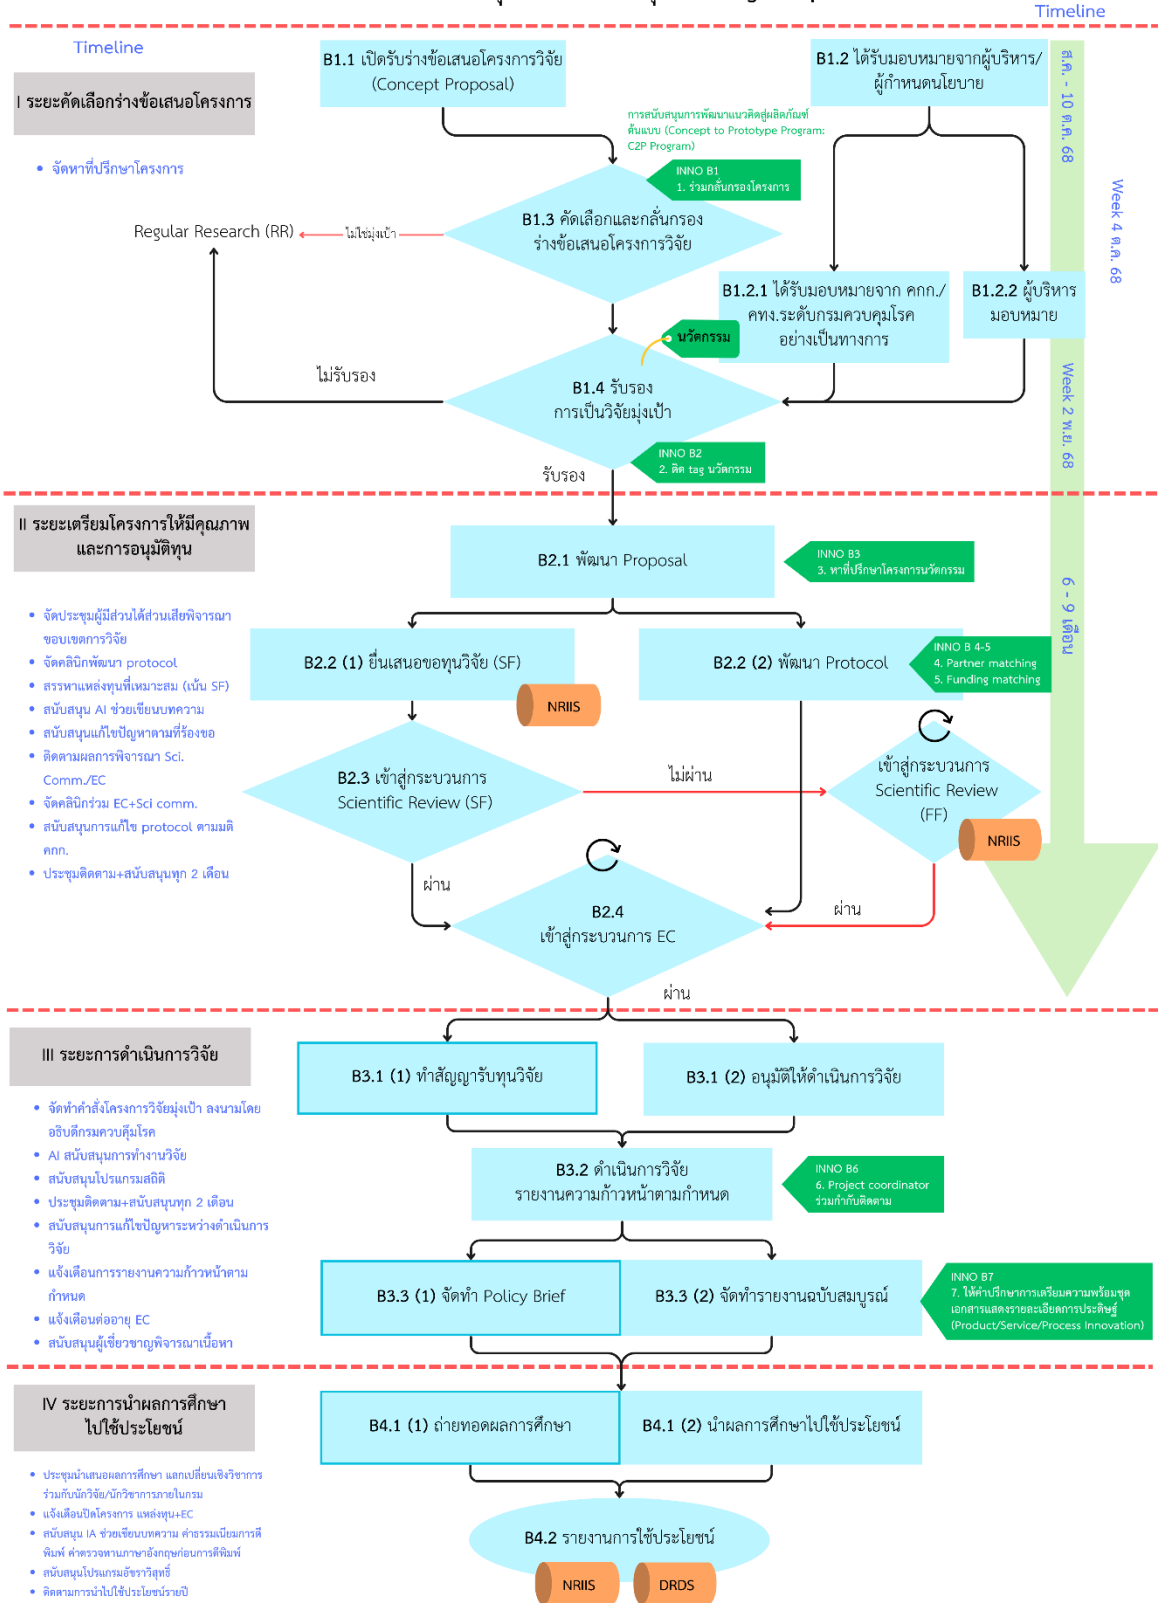 Timeline
Timeline
I ระยะคัดเลือกร่างข้อเสนอโครงการ
จัดหาที่ปรึกษาโครงการ
B1.1 เปิดรับร่างข้อเสนอโครงการวิจัย
(Concept Proposal)
B1.2 ได้รับมอบหมายจากผู้บริหาร/
ผู้กำหนดนโยบาย
ส.ค. - 10 ต.ค. 68
การสนับสนุนการพัฒนาแนวคิดสู่ผลิตภัณฑ์
ต้นแบบ (Concept to Prototype Program:
C2P Program)
INNO B1
1. ร่วมกลั่นกรองโครงการ
B1.3 คัดเลือกและกลั่นกรอง
ร่างข้อเสนอโครงการวิจัย
ไม่ใช่มุ่งเป้า
Regular Research (RR)
Week 4 ต.ค. 68
B1.2.1 ได้รับมอบหมายจาก คกก./
คทง.ระดับกรมควบคุมโรค
อย่างเป็นทางการ
B1.2.2 ผู้บริหาร
มอบหมาย
นวัตกรรม
ไม่รับรอง
B1.4 รับรอง
การเป็นวิจัยมุ่งเป้า
Week 2 พ.ย. 68
INNO B2
2. ติด tag นวัตกรรม
รับรอง
II ระยะเตรียมโครงการให้มีคุณภาพ
และการอนุมัติทุน
จัดประชุมผู้มีส่วนได้ส่วนเสียพิจารณา
ขอบเขตการวิจัย
จัดคลินิกพัฒนา protocol
สรรหาแหล่งทุนที่เหมาะสม (เน้น SF)
สนับสนุน AI ช่วยเขียนบทความ
สนับสนุนแก้ไขปัญหาตามที่ร้องขอ
ติดตามผลการพิจารณา Sci.
Comm./EC
จัดคลินิกร่วม EC+Sci comm.
สนับสนุนการแก้ไข protocol ตามมติ
คกก.
ประชุมติดตาม+สนับสนุนทุก 2 เดือน
B2.1 พัฒนา Proposal
INNO B3
3. หาที่ปรึกษาโครงการนวัตกรรม
6 - 9 เดือน
B2.2 (1) ยื่นเสนอขอทุนวิจัย (SF)
NRIIS
B2.2 (2) พัฒนา Protocol
INNO B 4-5
4. Partner matching
5. Funding matching
B2.3 เข้าสู่กระบวนการ
Scientific Review (SF)
ไม่ผ่าน
เข้าสู่กระบวนการ
Scientific Review
(FF)
NRIIS
ผ่าน
ผ่าน
B2.4
เข้าสู่กระบวนการ EC
ผ่าน
III ระยะการดำเนินการวิจัย
จัดทำคำสั่งโครงการวิจัยมุ่งเป้า ลงนามโดย
อธิบดีกรมควบคุ๊มโรค
AI สนับสนุนการทำงานวิจัย
สนับสนุนโปรแกรมสถิติ
ประชุมติดตาม+สนับสนุนทุก 2 เดือน
สนับสนุนการแก้ไขปัญหาระหว่างดำเนินการ
วิจัย
แจ้งเตือนการรายงานความก้าวหน้าตาม
กำหนด
แจ้งเตือนต่ออายุ EC
สนับสนุนผู้เชี่ยวชาญพิจารณาเนื้อหา
B3.1 (1) ทำสัญญารับทุนวิจัย
B3.1 (2) อนุมัติให้ดำเนินการวิจัย
B3.2 ดำเนินการวิจัย
รายงานความก้าวหน้าตามกำหนด
INNO B6
6. Project coordinator
ร่วมกำกับติดตาม
B3.3 (1) จัดทำ Policy Brief
B3.3 (2) จัดทำรายงานฉบับสมบูรณ์
INNO B7
7. ให้คำปรึกษาการเตรียมความพร้อมชุด
เอกสารแสดงรายละเอียดการประดิษฐ์
(Product/Service/Process Innovation)
IV ระยะการนำผลการศึกษา
ไปใช้ประโยชน์
ประชุมนำเสนอผลการศึกษา แลกเปลี่ยนเชิงวิชาการ
ร่วมกับนักวิจัย/นักวิชาการภายในกรม
แจ้งเตือนปิดโครงการ แหล่งทุน+EC
สนับสนุน IA ช่วยเขียนบทความ ค่าธรรมเนียมการตี
พิมพ์ ค่าตรวจทานภาษาอังกฤษก่อนการตีพิมพ์
สนับสนุนโปรแกรมอัขราวิสุทธิ์
ติดตามการนำไปใช้ประโยชน์รายปี
B4.1 (1) ถ่ายทอดผลการศึกษา
B4.1 (2) นำผลการศึกษาไปใช้ประโยชน์
B4.2 รายงานการใช้ประโยชน์
NRIIS
DRDS